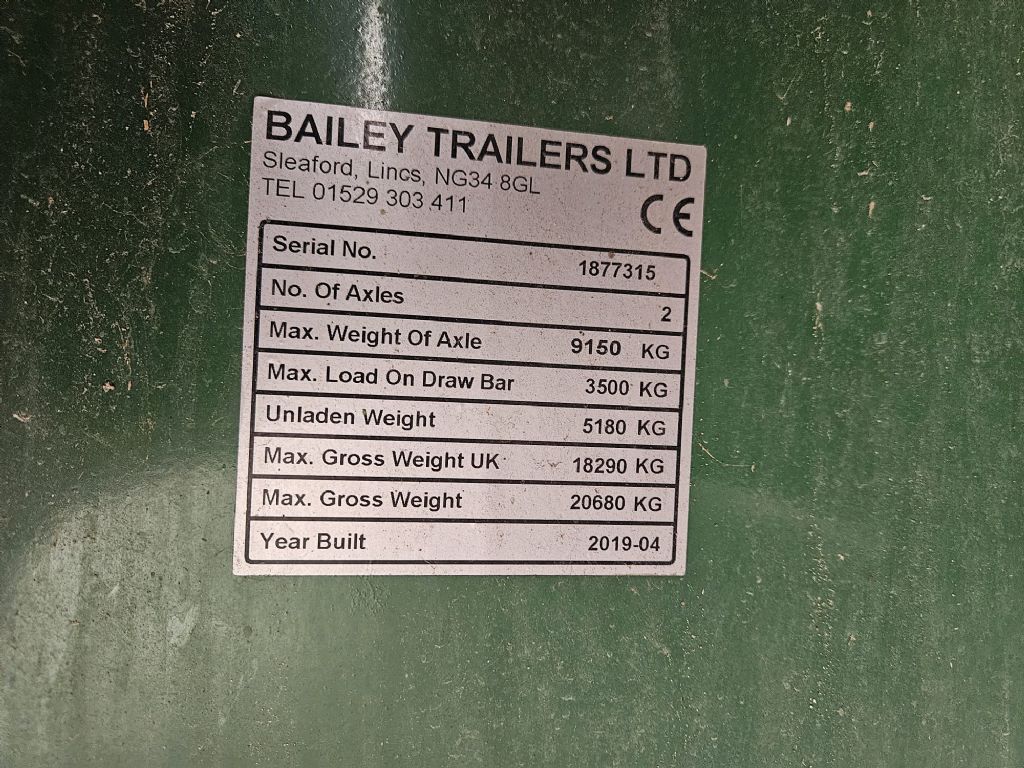 BAILEY TRAILERS LTD
Sleaford, Lincs, NG34 8GL
TEL 01529 303 411
CE
Serial No. 1877315
No. Of Axles 2
Max. Weight Of Axle 9150 KG
Max. Load On Draw Bar 3500 KG
Unladen Weight 5180 KG
Max. Gross Weight UK 18290 KG
Max. Gross Weight 20680 KG
Year Built 2019-04